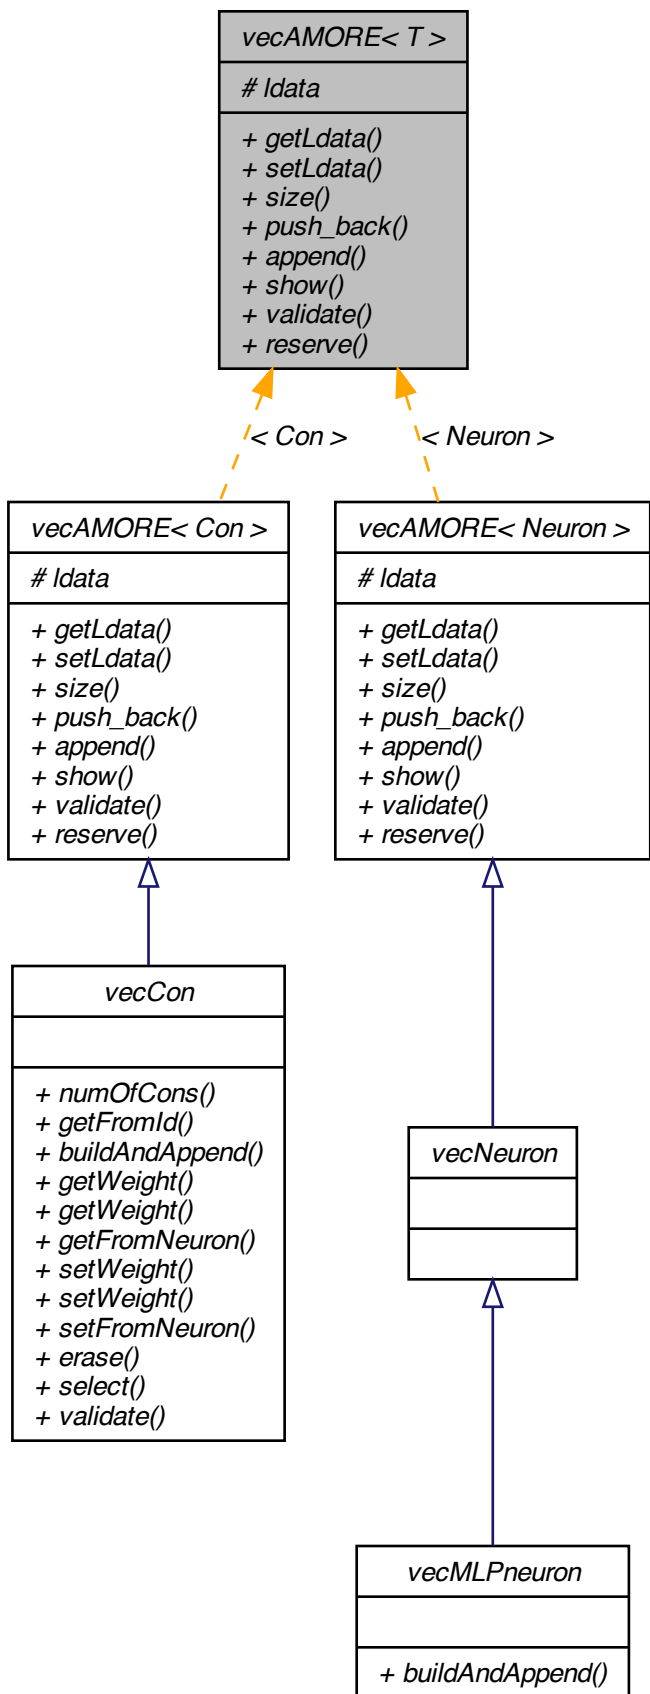 vecAMORE< T >
# ldata
+ getLdata()
+ setLdata()
+ size()
+ push_back()
+ append()
+ show()
+ validate()
+ reserve()
< Con >
< Neuron >
vecAMORE< Con >
# ldata
+ getLdata()
+ setLdata()
+ size()
+ push_back()
+ append()
+ show()
+ validate()
+ reserve()
vecAMORE< Neuron >
# ldata
+ getLdata()
+ setLdata()
+ size()
+ push_back()
+ append()
+ show()
+ validate()
+ reserve()
vecCon
+ numOfCons()
+ getFromId()
+ buildAndAppend()
+ getWeight()
+ getWeight()
+ getFromNeuron()
+ setWeight()
+ setWeight()
+ setFromNeuron()
+ erase()
+ select()
+ validate()
vecNeuron
vecMLPneuron
+ buildAndAppend()